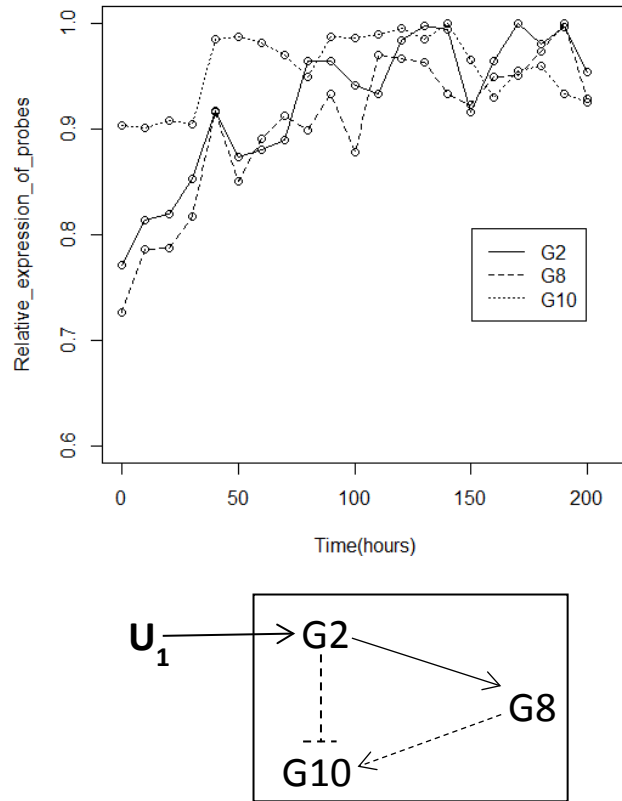 1.0
0.9
0.8
0.7
0.6
Relative_expression_of_probes
G2
G8
G10
0 50 100 150 200
Time(hours)
U1 G2
G8
G10